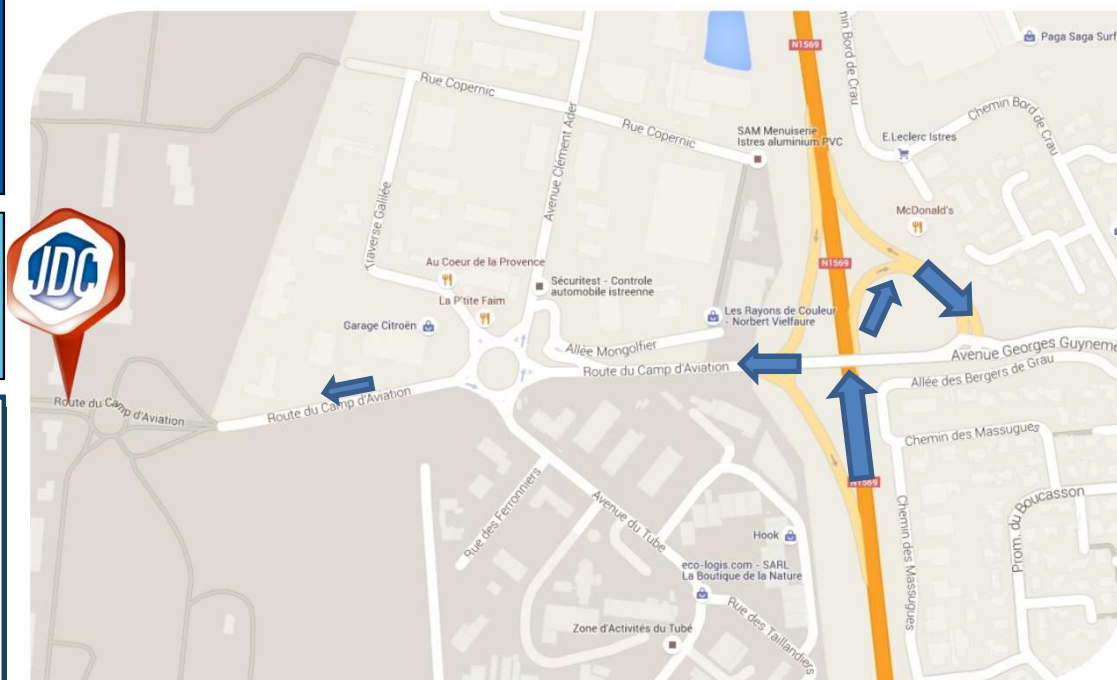 N1569
Paga Saga Surf
Chemin Bord de Crau
Rue Copernic
Chemin Bord de Crau
Rue Copernic
SAM Menuiserie
Istres aluminium PVC
E.Leclerc Istres
Avenue Clément Ader
Traverse Galilée
McDonald's
JDC
Au Coeur de la Provence
N1569
Sécuritest - Controle
automobile istreenne
La P'tite Faim
Garage Citroën
Les Rayons de Couleur
- Norbert Vielfaure
Allée Mongolfier
Avenue Georges Guyneme
Route du Camp d'Aviation
Allée des Bergers de Crau
Route du Camp d'Aviation
Route du Camp d'Aviation
Chemin des Massugues
N1569
Prom. du Boucasson
Rue des Ferronniers
Avenue du Tube
Chemin des Massugues
Hook
eco-logis.com - SARL
La Boutique de la Nature
Rue des Taillandiers
Zone d'Activités du Tubé